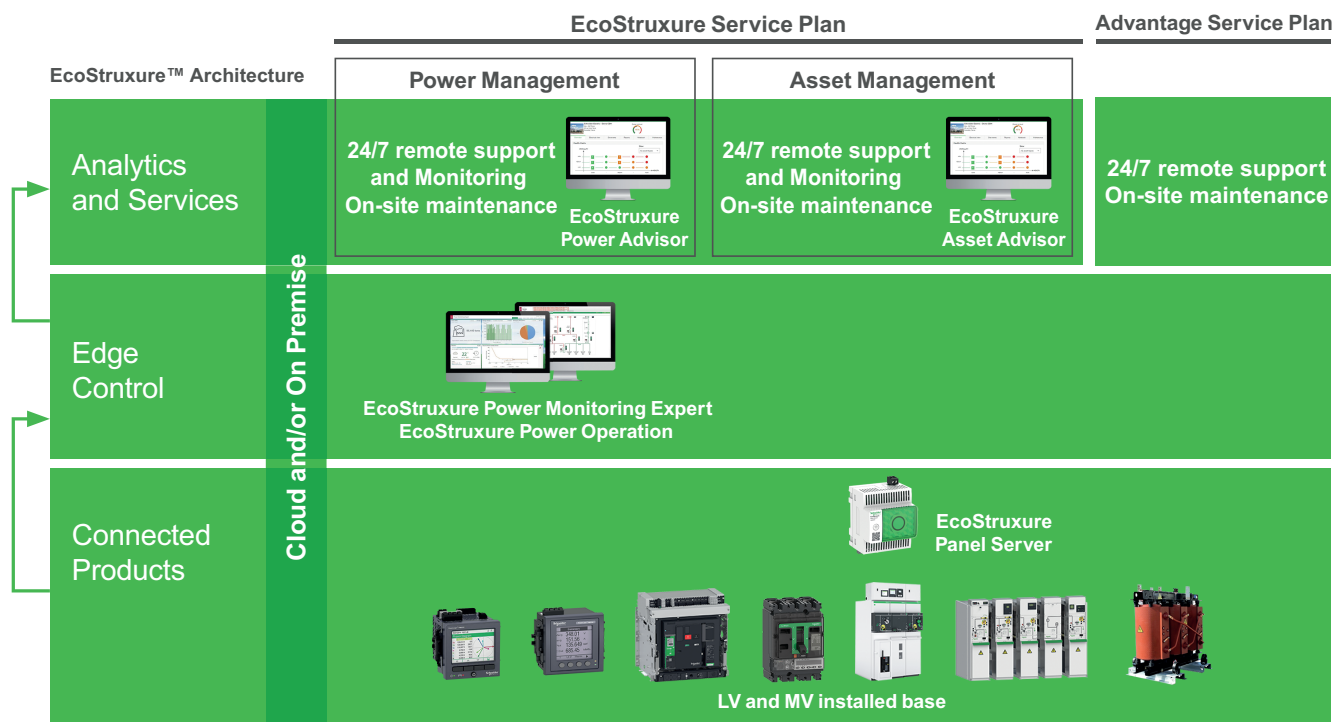 EcoStruxure Service Plan
Advantage Service Plan
EcoStruxure™ Architecture
Power Management
Asset Management
Analytics
and Services
24/7 remote support
and Monitoring
On-site maintenance
EcoStruxure
Power Advisor
24/7 remote support
and Monitoring
On-site maintenance
EcoStruxure
Asset Advisor
24/7 remote support
On-site maintenance
Cloud and/or On Premise
Edge
Control
EcoStruxure Power Monitoring Expert
EcoStruxure Power Operation
Connected
Products
EcoStruxure
Panel Server
LV and MV installed base